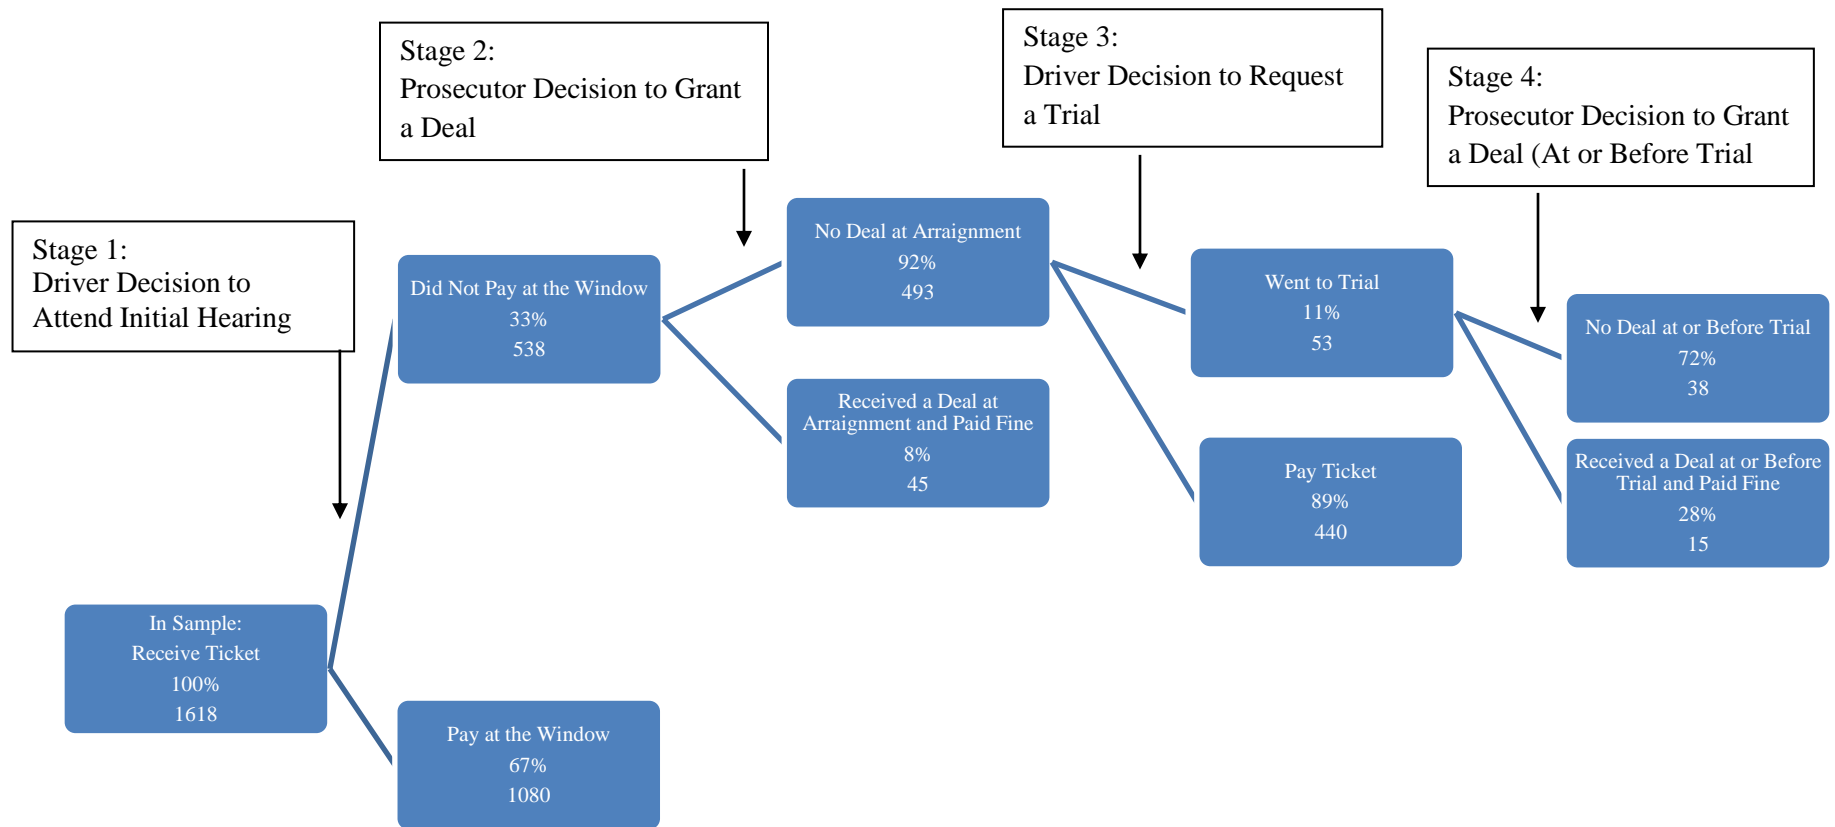 Stage 1:
Driver Decision to
Attend Initial Hearing
Stage 2:
Prosecutor Decision to Grant
a Deal
Stage 3:
Driver Decision to Request
a Trial
Stage 4:
Prosecutor Decision to Grant
a Deal (At or Before Trial
In Sample:
Receive Ticket
100%
1618
Did Not Pay at the Window
33%
538
Pay at the Window
67%
1080
No Deal at Arraignment
92%
493
Received a Deal at
Arraignment and Paid Fine
8%
45
Went to Trial
11%
53
Pay Ticket
89%
440
No Deal at or Before Trial
72%
38
Received a Deal at or Before
Trial and Paid Fine
28%
15